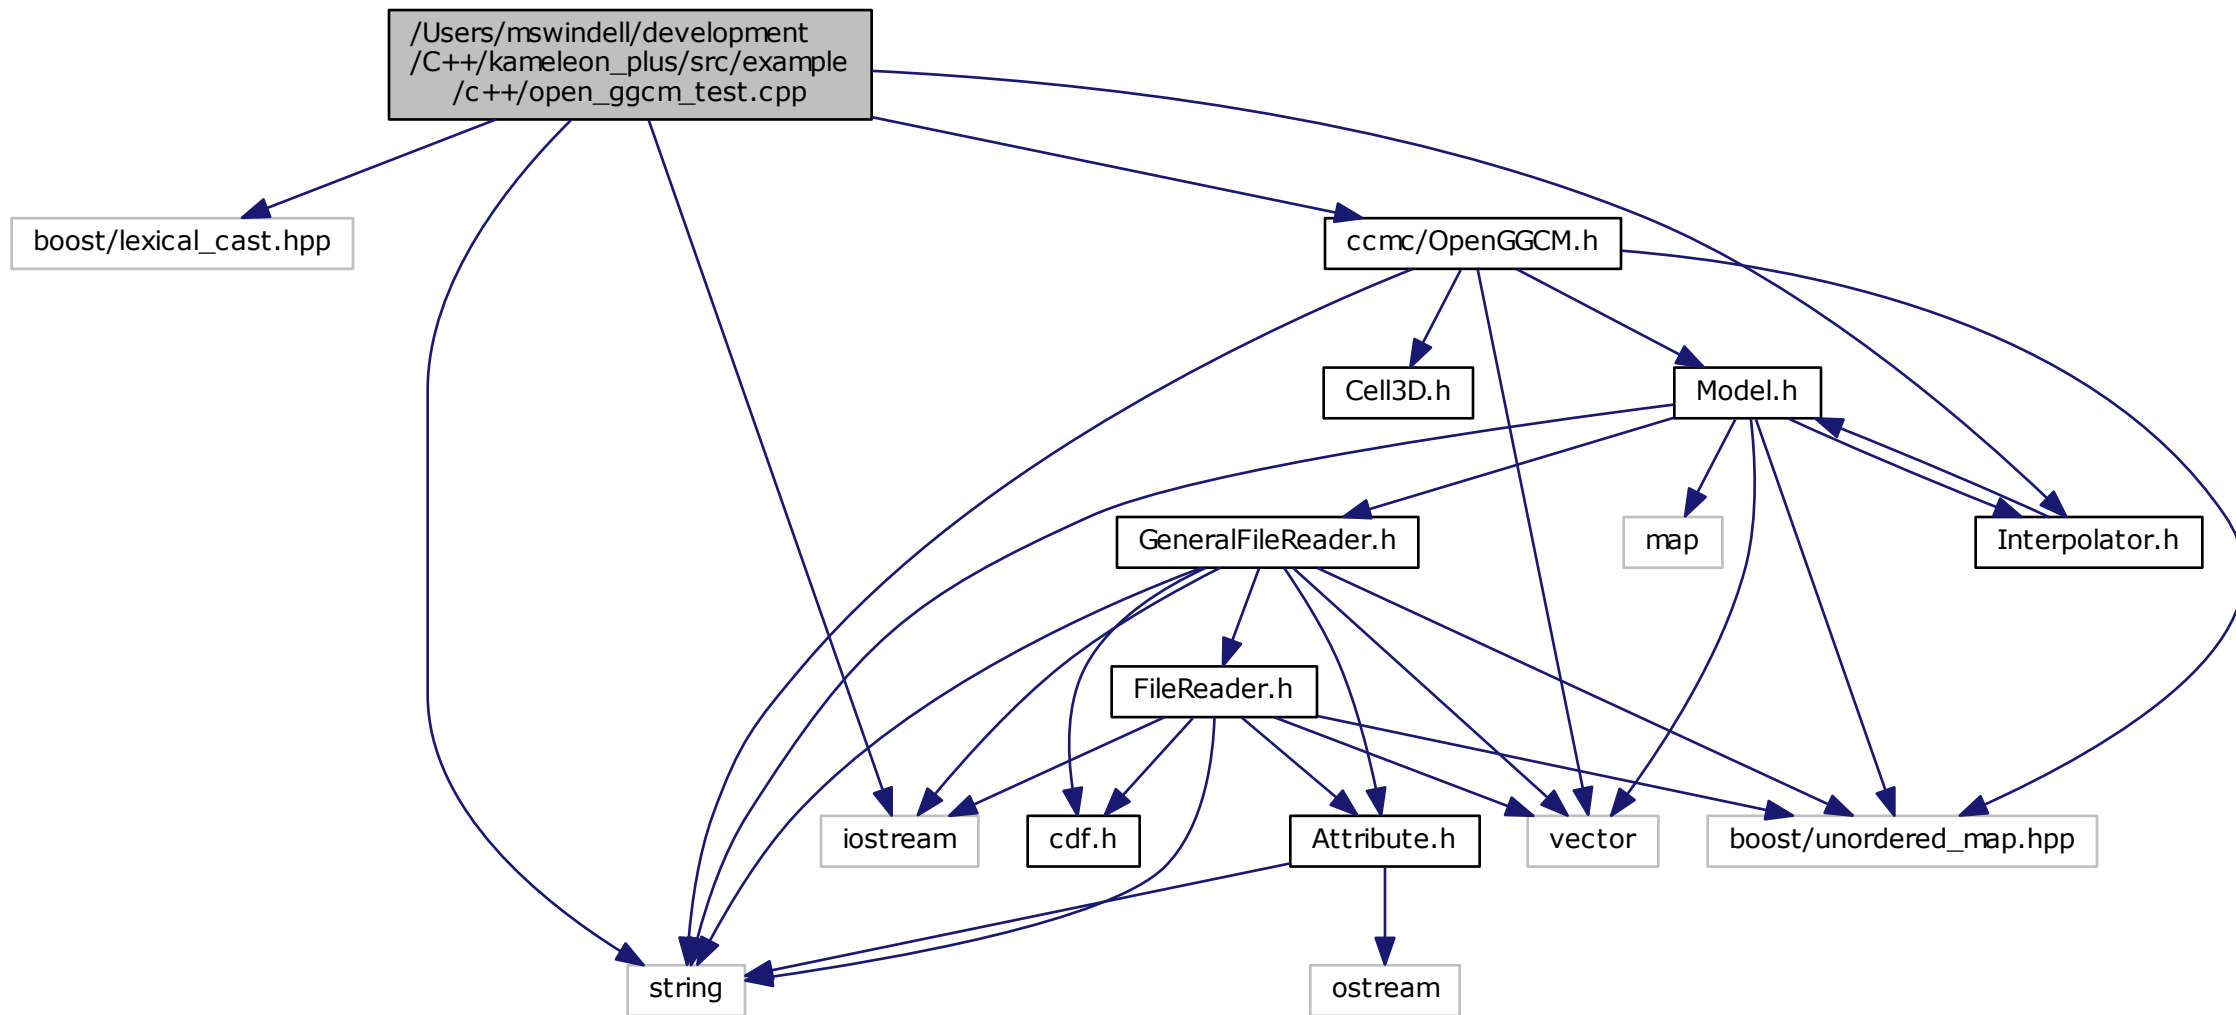 /Users/mswindell/development
/C++/kameleon_plus/src/example
/c++/open_ggcm_test.cpp
boost/lexical_cast.hpp
ccmc/OpenGGCM.h
Cell3D.h
Model.h
GeneralFileReader.h
map
Interpolator.h
FileReader.h
iostream
cdf.h
Attribute.h
vector
boost/unordered_map.hpp
string
ostream